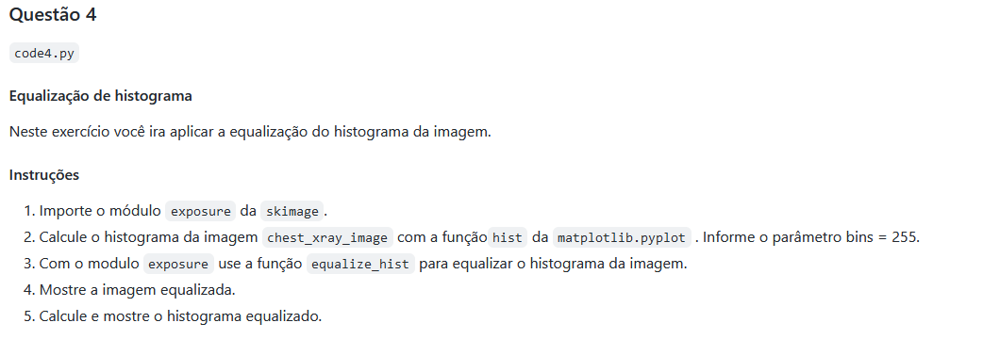 Questão 4
code4.py
Equalização de histograma
Neste exercício você ira aplicar a equalização do histograma da imagem.
Instruções
1. Importe o módulo exposure da skimage.
2. Calcule o histograma da imagem chest_xray_image com a função hist da matplotlib.pyplot . Informe o parâmetro bins = 255.
3. Com o modulo exposure use a função equalize_hist para equalizar o histograma da imagem.
4. Mostre a imagem equalizada.
5. Calcule e mostre o histograma equalizado.